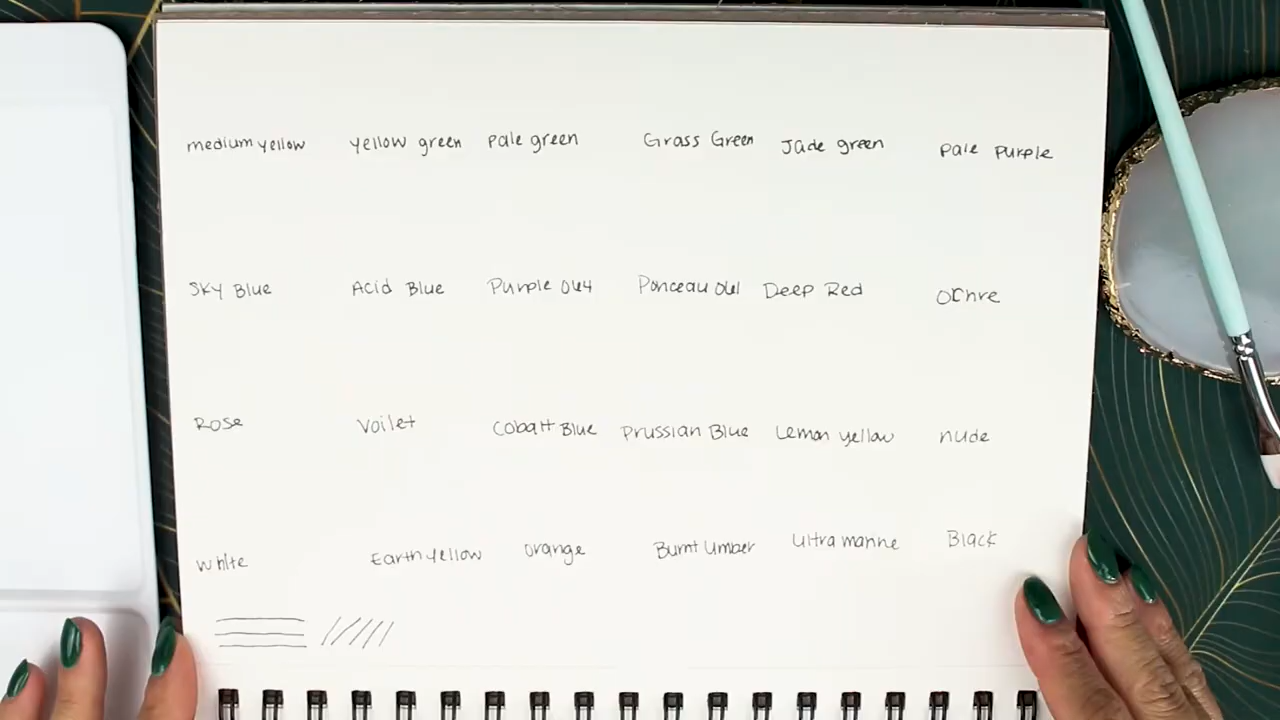 medium yellow yellow green pale green Grass Green Jade green pale purple
SKY Blue Acid Blue Purple 044 Ponceau 041 Deep Red Ochre
Rose Voilet Cobalt Blue prussian Blue Lemon yellow nude
white Earth yellow orange Burnt umber ultramarine Black